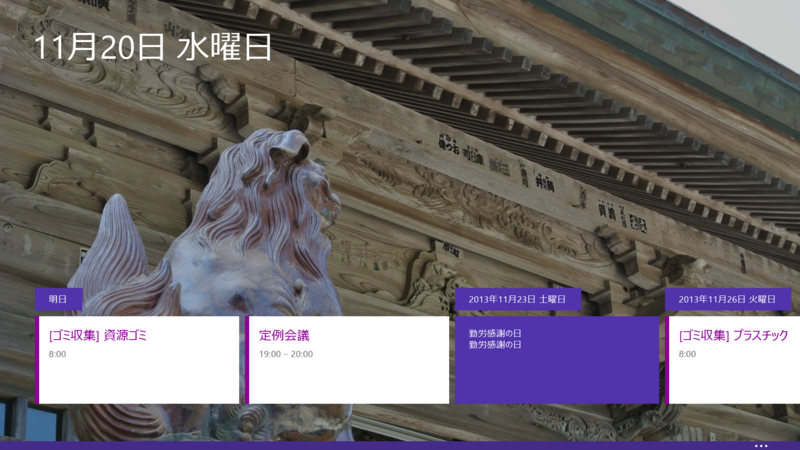 11月20日 水曜日
明日
2013年11月23日 土曜日
2013年11月26日 火曜日
[ゴミ収集] 資源ゴミ
8:00
定例会議
19:00 – 20:00
勤労感謝の日
勤労感謝の日
[ゴミ収集] プラスチック
8:00